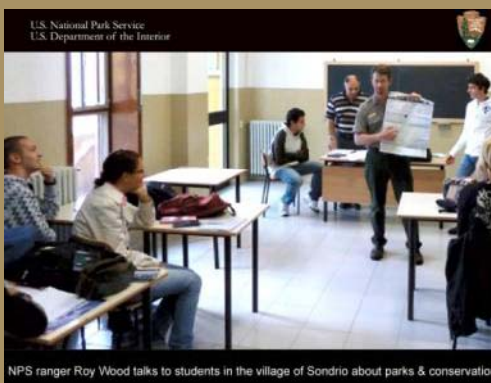 U.S. National Park Service
U.S. Department of the Interior
NPS ranger Roy Wood talks to students in the village of Sondrio about parks & conservatio